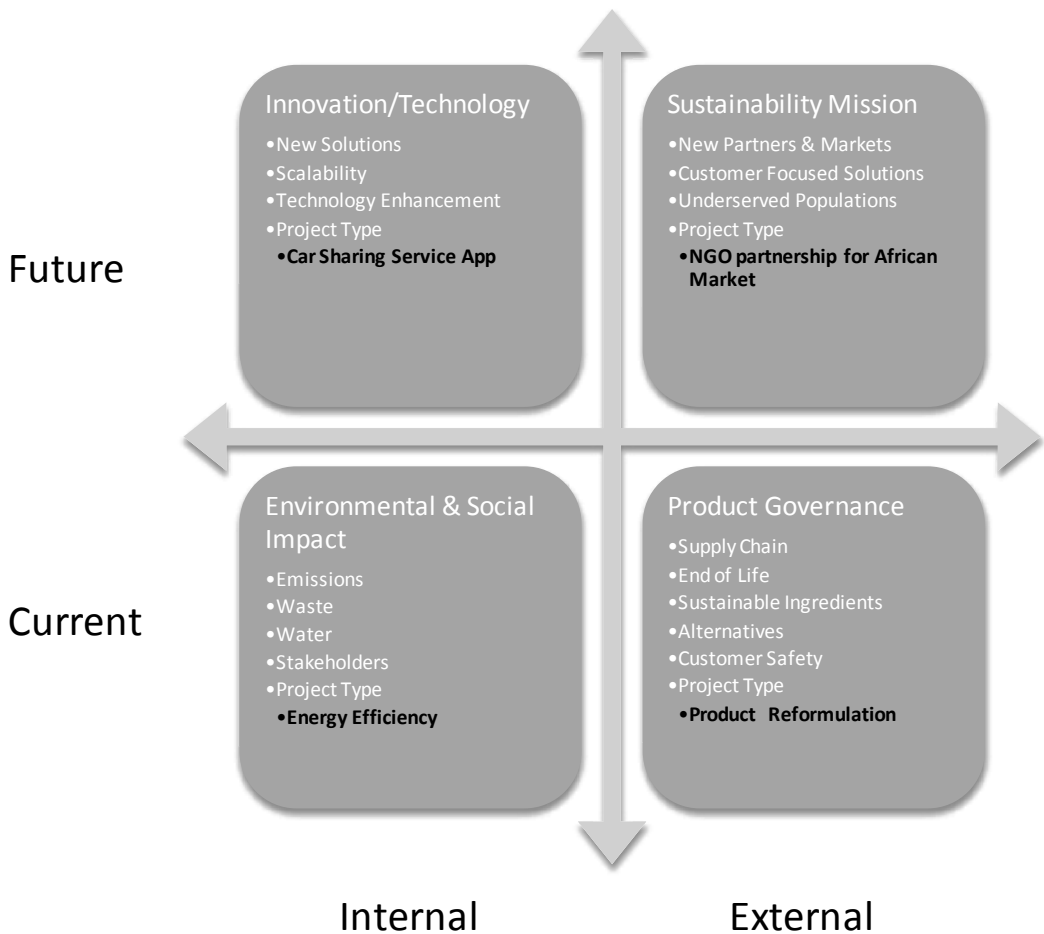 Innovation/Technology
•New Solutions
•Scalability
•Technology Enhancement
•Project Type
•Car Sharing Service App
Sustainability Mission
•New Partners & Markets
•Customer Focused Solutions
•Underserved Populations
•Project Type
•NGO partnership for African
Market
Future
Environmental & Social
Impact
•Emissions
•Waste
•Water
•Stakeholders
•Project Type
•Energy Efficiency
Product Governance
•Supply Chain
•End of Life
•Sustainable Ingredients
•Alternatives
•Customer Safety
•Project Type
•Product Reformulation
Current
Internal
External